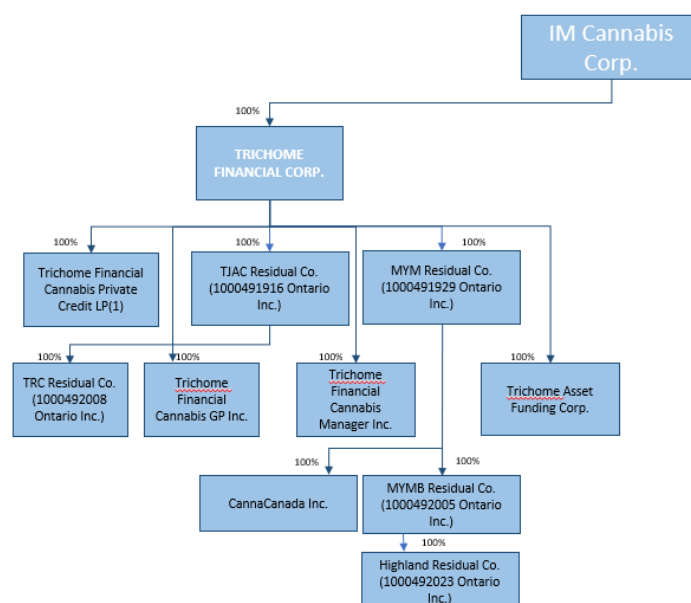 IM Cannabis
Corp.
100%
TRICHOME
FINANCIAL CORP.
100%
100%
100%
Trichome Financial
Cannabis Private
Credit LP(1)
TJAC Residual Co.
(1000491916 Ontario
Inc.)
MYM Residual Co.
(1000491929 Ontario
Inc.)
100%
100%
100%
100%
TRC Residual Co.
(1000492008
Ontario Inc.)
Trichome
Financial
Cannabis GP Inc.
Trichome
Financial
Cannabis
Manager Inc.
Trichome Asset
Funding Corp.
100%
100%
CannaCanada Inc.
MYMB Residual Co.
(1000492005 Ontario
Inc.)
100%
Highland Residual Co.
(1000492023 Ontario
Inc.)